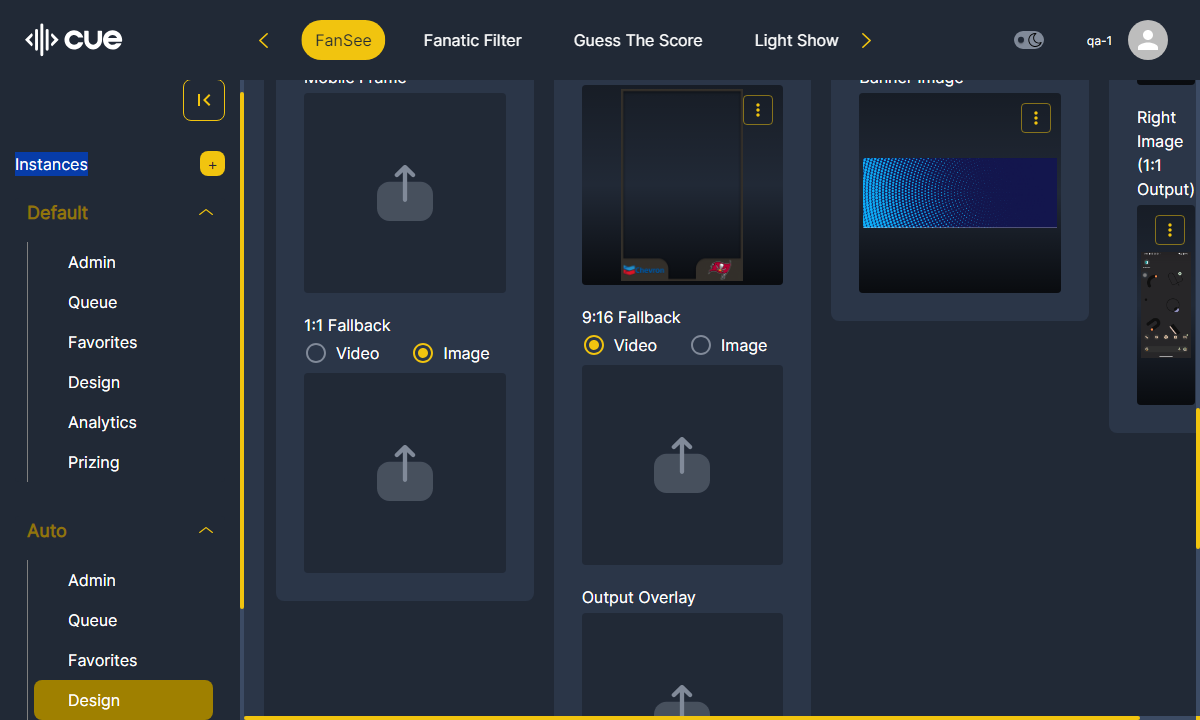 cue
FanSee
Fanatic Filter
Guess The Score
Light Show
qa-1
Instances
+
Default
Admin
Queue
Favorites
Design
Analytics
Prizing
Auto
Admin
Queue
Favorites
Design
Mobile Frame
1:1 Fallback
Video
Image
9:16 Fallback
Video
Image
Output Overlay
Banner Image
Right
Image
(1:1
Output)